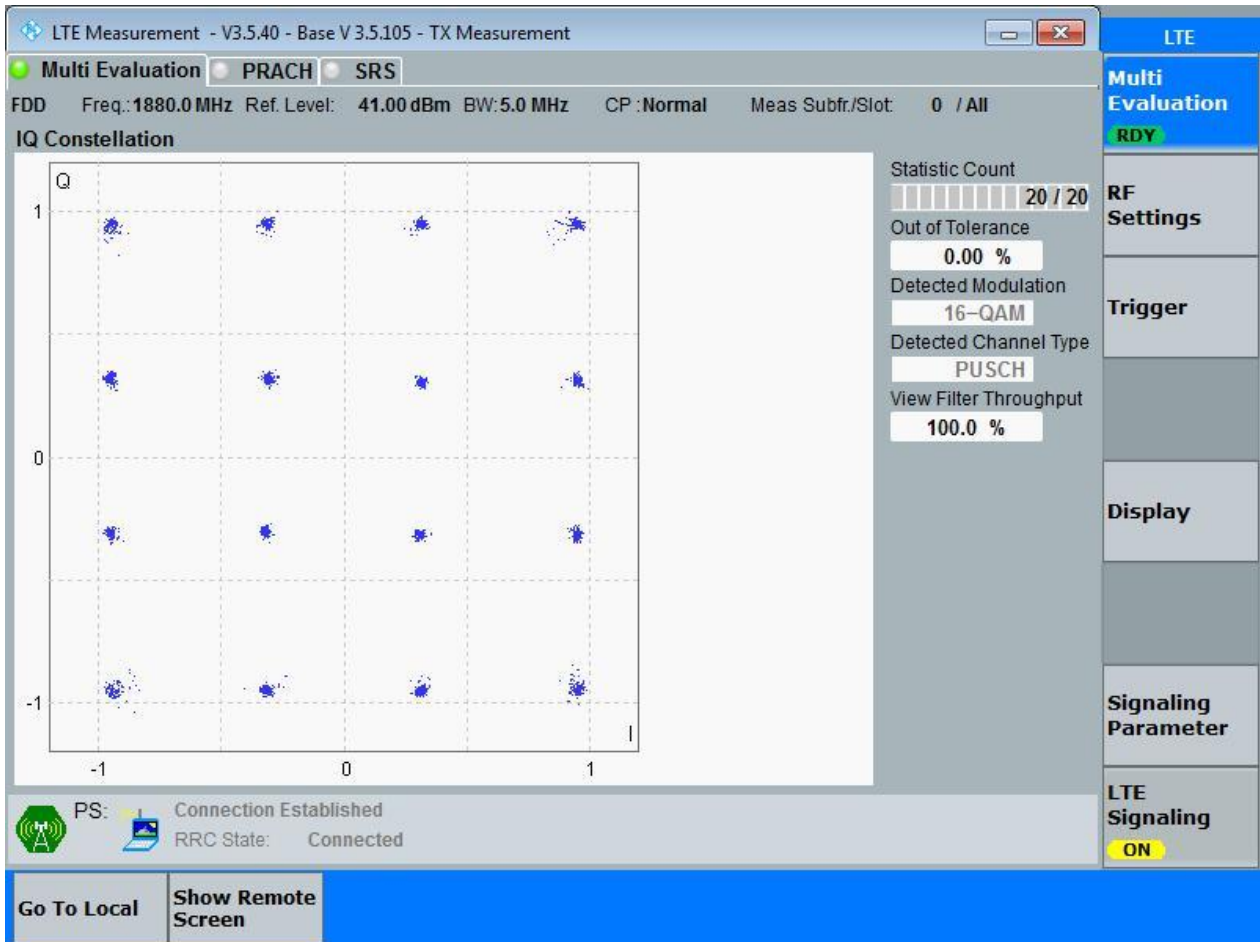 LTE Measurement - V3.5.40 - Base V 3.5.105 - TX Measurement
LTE
Multi Evaluation PRACH SRS
FDD Freq.:1880.0 MHz Ref. Level: 41.00 dBm BW:5.0 MHz CP :Normal Meas Subfr./Slot: 0 / All
IQ Constellation
Q
1
0
-1
I
-1 0 1
Statistic Count
20 / 20
Out of Tolerance
0.00 %
Detected Modulation
16-QAM
Detected Channel Type
PUSCH
View Filter Throughput
100.0 %
Multi
Evaluation
RDY
RF
Settings
Trigger
Display
Signaling
Parameter
LTE
Signaling
ON
PS: Connection Established
RRC State: Connected
Go To Local
Show Remote
Screen